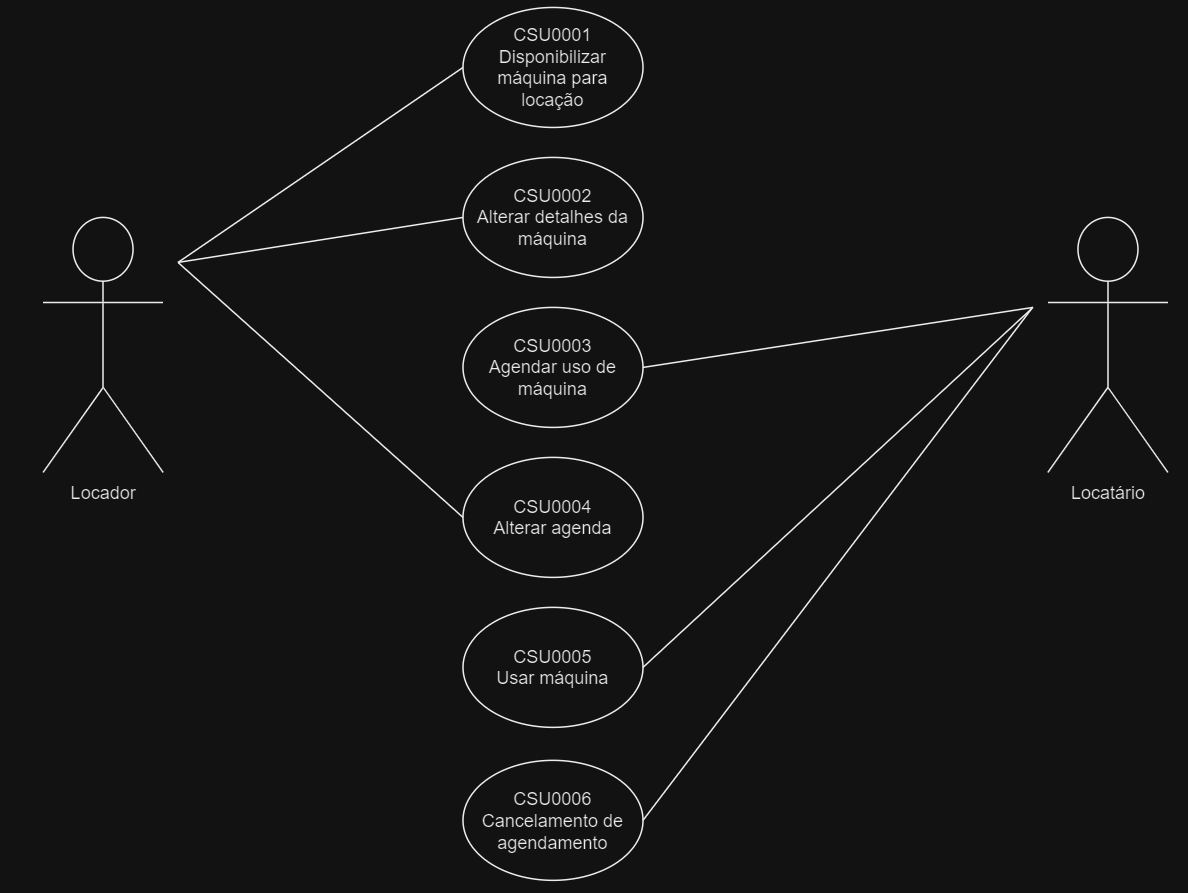 CSU0001
Disponibilizar
máquina para
locação
CSU0002
Alterar detalhes da
máquina
CSU0003
Agendar uso de
máquina
Locador
Locatário
CSU0004
Alterar agenda
CSU0005
Usar máquina
CSU0006
Cancelamento de
agendamento